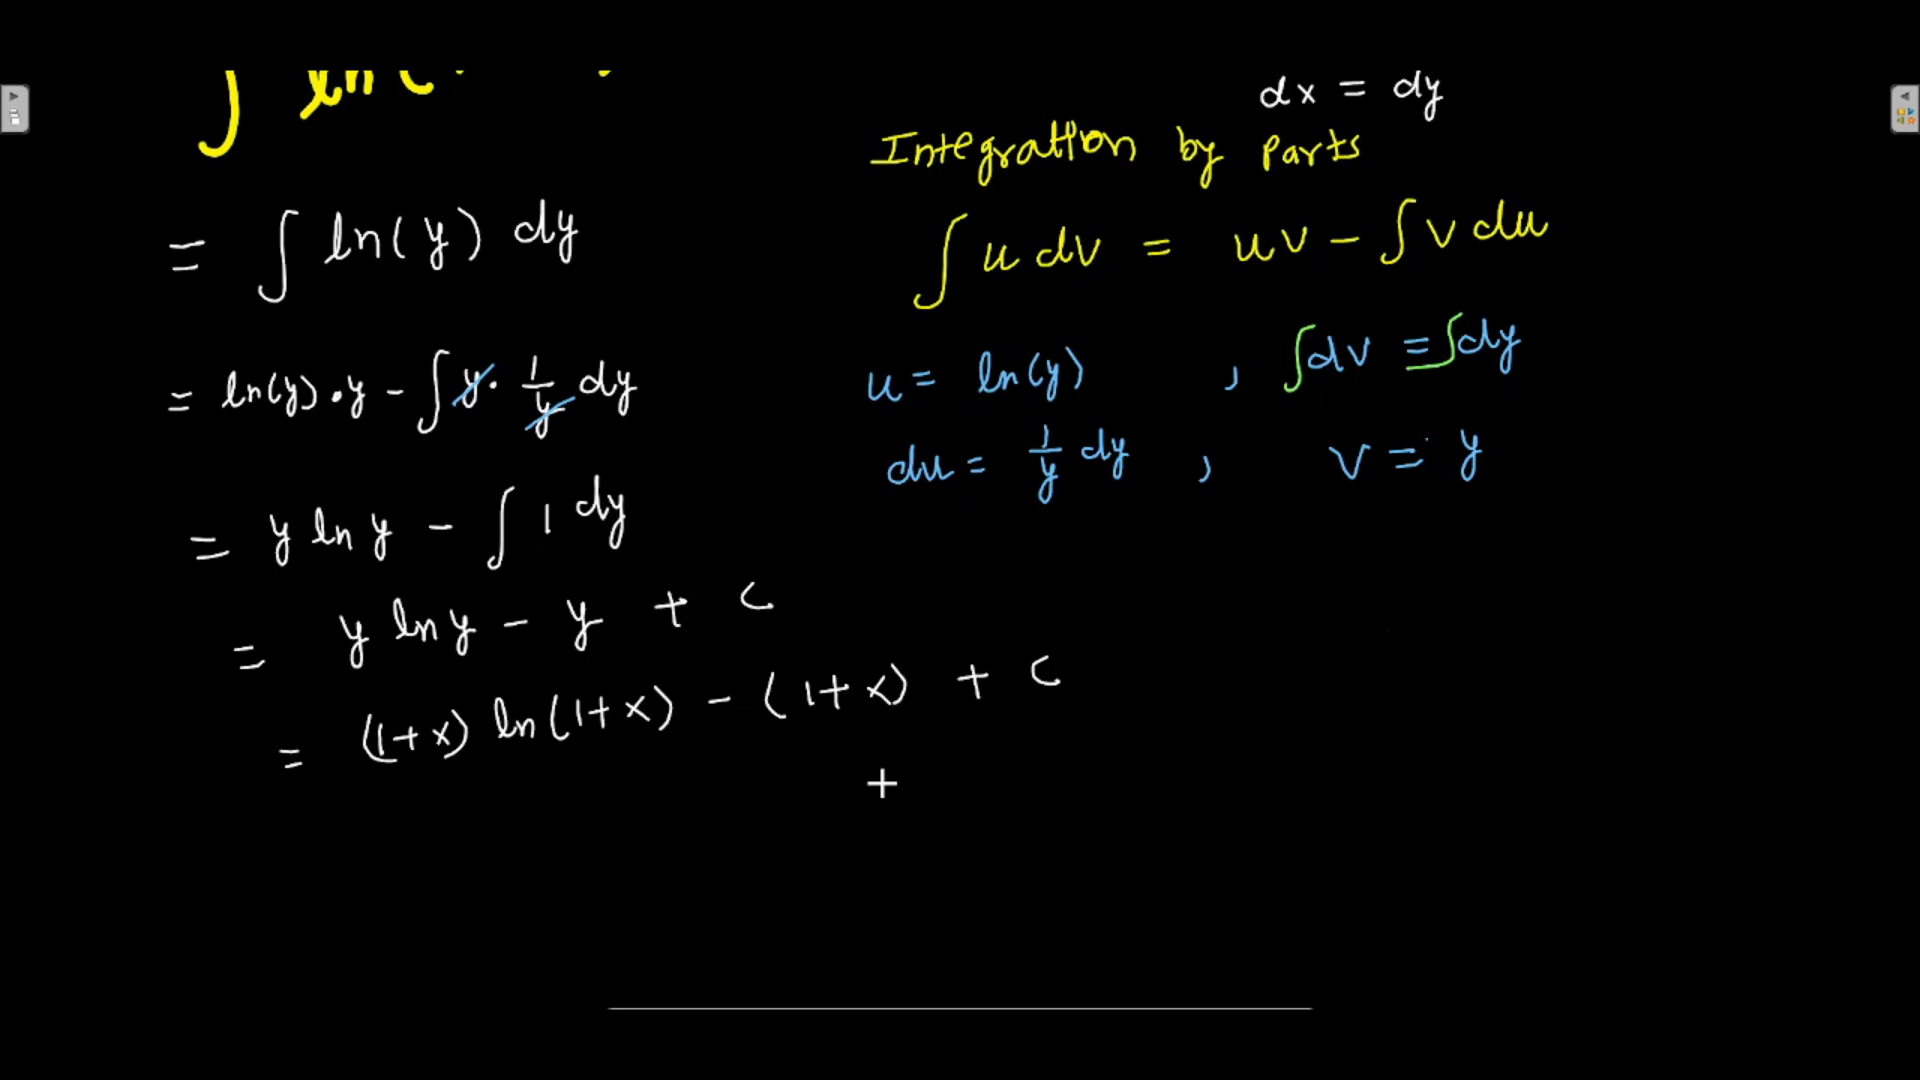 ∫ ln(
dx = dy
Integration by Parts
= ∫ ln(y) dy
∫ u dv = uv - ∫ v du
= ln(y)·y - ∫ y · 1/y dy
u = ln(y) , ∫dv = ∫dy
du = 1/y dy , v = y
= y ln y - ∫ 1 dy
= y ln y - y + c
= (1+x) ln(1+x) - (1+x) + c